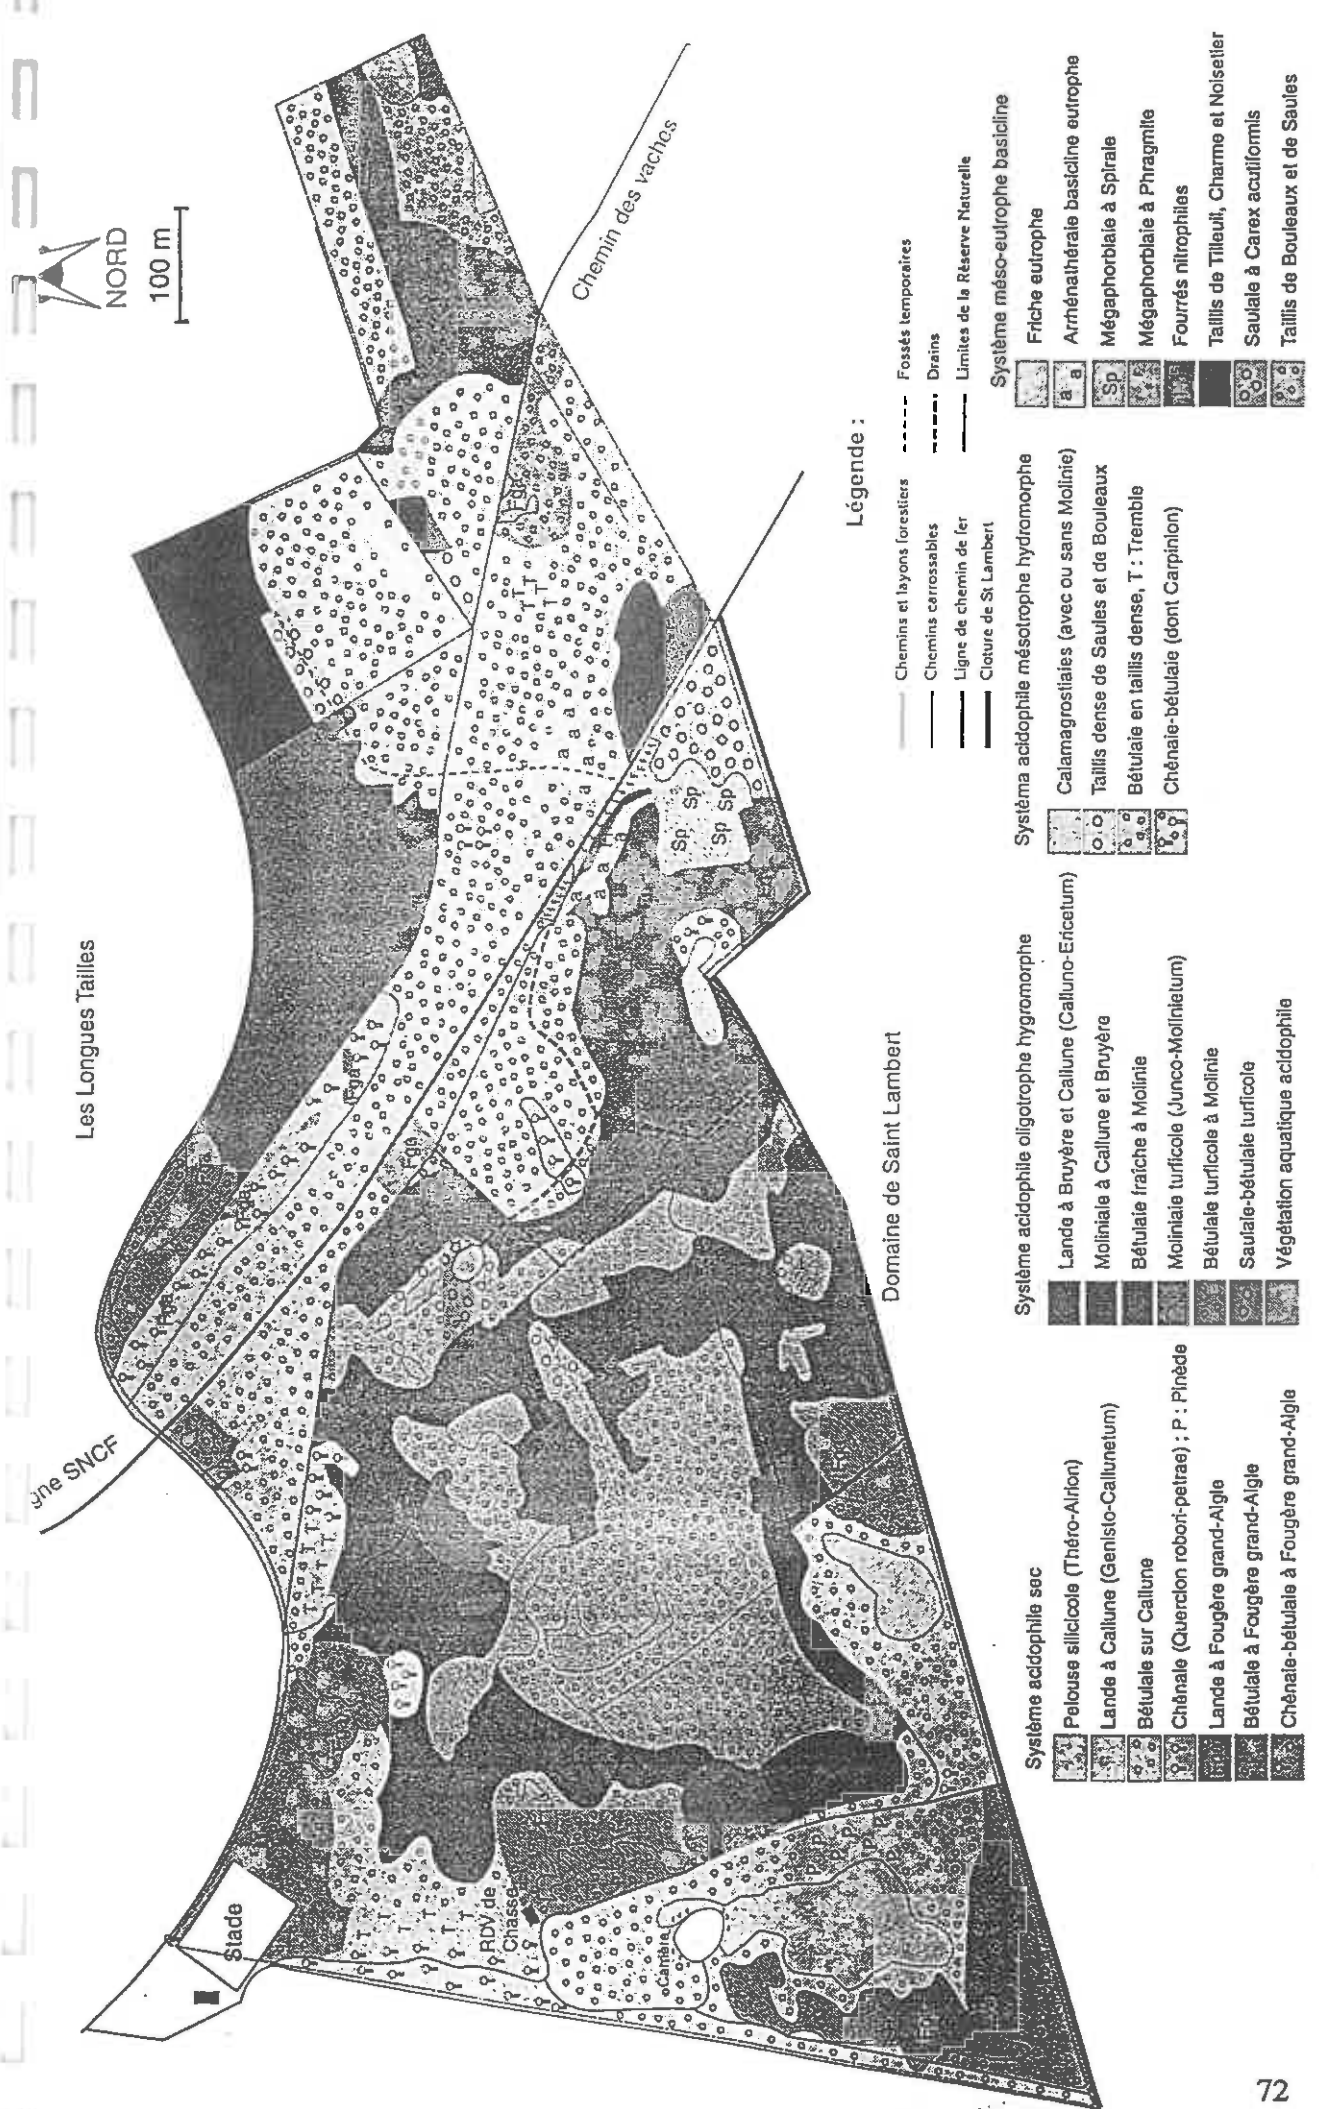 NORD
100 m
Les Longues Tailles
Chemin des vaches
gne SNCF
Stade
RDV de
Chasse
Carrière
Domaine de Saint Lambert
Fga
Fga
Fga
T T
T T
a a a a a
Sp Sp
Sp Sp
P P P
Légende :
Chemins et layons forestiers
Chemins carrossables
Ligne de chemin de fer
Cloture de St Lambert
Fossés temporaires
Drains
Limites de la Réserve Naturelle
Système acidophile sec
Pelouse silicicole (Théro-Airion)
Lande à Callune (Genisto-Callunetum)
Bétulaie sur Callune
Chênaie (Quercion robori-petrae) ; P : Pinède
Lande à Fougère grand-Aigle
Bétulaie à Fougère grand-Aigle
Chênaie-bétulaie à Fougère grand-Aigle
Système acidophile oligotrophe hygromorphe
Lande à Bruyère et Callune (Calluno-Ericetum)
Moliniaie à Callune et Bruyère
Bétulaie fraîche à Molinie
Moliniaie turficole (Junco-Molinietum)
Bétulaie turficole à Molinie
Saulaie-bétulaie turficole
Végétation aquatique acidophile
Système acidophile mésotrophe hydromorphe
Calamagrostiaies (avec ou sans Molinie)
Taillis dense de Saules et de Bouleaux
Bétulaie en taillis dense, T : Tremble
Chênaie-bétulaie (dont Carpinion)
Système méso-eutrophe basicline
Friche eutrophe
a a
Arrhénathéraie basicline eutrophe
Sp
Mégaphorbiaie à Spirale
Mégaphorbiaie à Phragmite
Fourrés nitrophiles
Taillis de Tilleuil, Charme et Noisetier
Saulaie à Carex acutiformis
Taillis de Bouleaux et de Saules
72